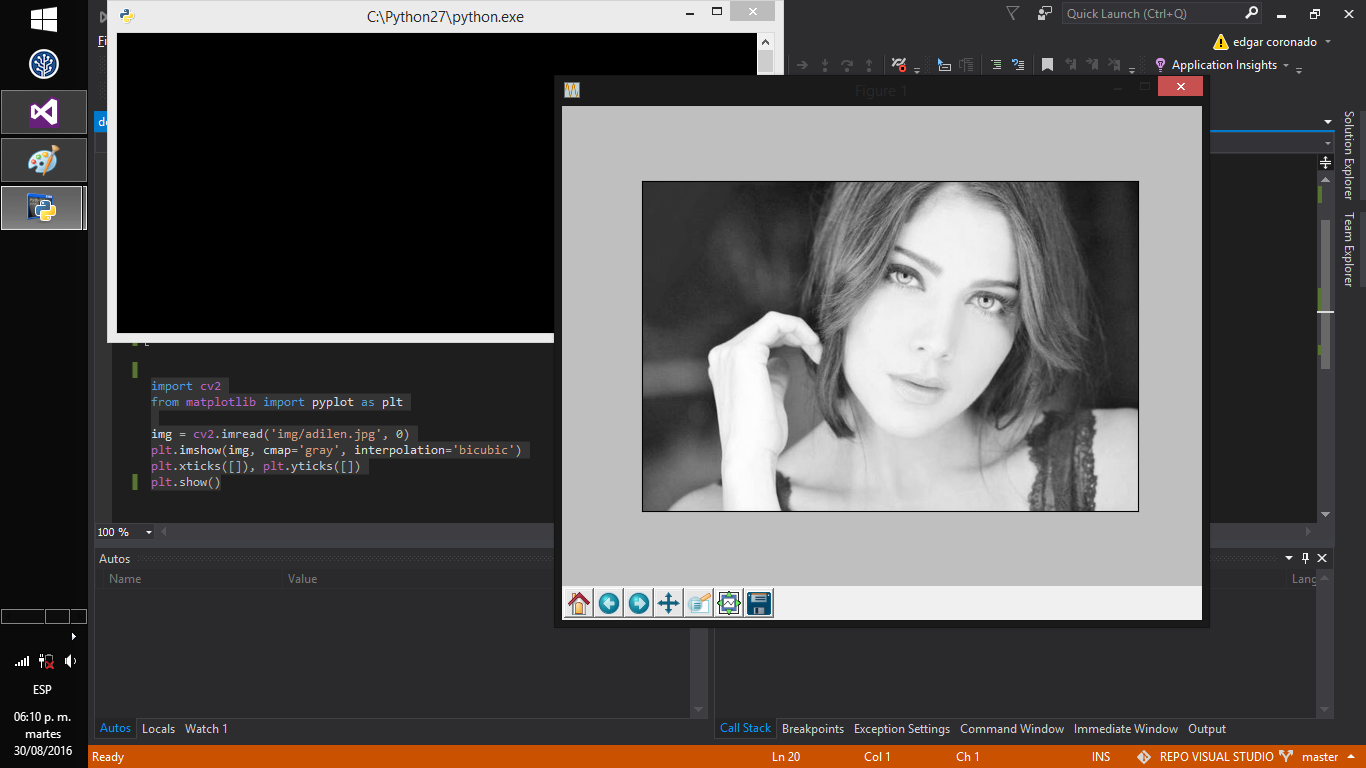 C:\Python27\python.exe
Quick Launch (Ctrl+Q)
edgar coronado
Application Insights
Figure 1
Solution Explorer
Team Explorer
import cv2
from matplotlib import pyplot as plt
img = cv2.imread('img/adilen.jpg', 0)
plt.imshow(img, cmap='gray', interpolation='bicubic')
plt.xticks([]), plt.yticks([])
plt.show()
100 %
Autos
Name Value
Lang
Autos Locals Watch 1
Call Stack Breakpoints Exception Settings Command Window Immediate Window Output
ESP
06:10 p. m.
martes
30/08/2016
Ready Ln 20 Col 1 Ch 1 INS REPO VISUAL STUDIO master